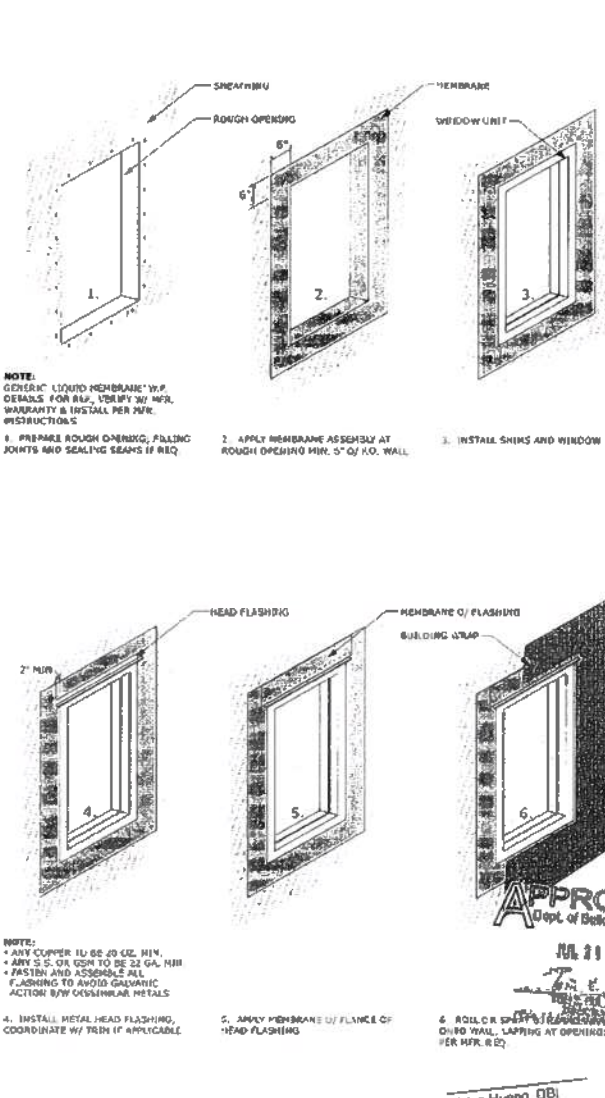 SHEATHING
ROUGH OPENING
1.
NOTE:
GENERIC "LIQUID MEMBRANE" W.P.
DETAILS FOR REF., VERIFY W/ MFR.
WARRANTY & INSTALL PER MFR.
INSTRUCTIONS
1. PREPARE ROUGH OPENING, FILLING
JOINTS AND SEALING SEAMS IF REQ
MEMBRANE
6"
6"
2.
2. APPLY MEMBRANE ASSEMBLY AT
ROUGH OPENING MIN. O/ F.O. WALL
WINDOW UNIT
3.
3. INSTALL SHIMS AND WINDOW
HEAD FLASHING
2" MIN.
4.
NOTE:
• ANY COPPER TO BE 20 OZ. MIN.
• ANY S.S. OR GSM TO BE 22 GA. MIN
• FASTEN AND ASSEMBLE ALL
FLASHING TO AVOID GALVANIC
ACTION B/W DISSIMILAR METALS
4. INSTALL METAL HEAD FLASHING,
COORDINATE W/ TRIM IF APPLICABLE
MEMBRANE O/ FLASHING
5.
5. APPLY MEMBRANE O/ FLANGE OF
HEAD FLASHING
BUILDING WRAP
6.
APPRO
Dept. of Buil
6. ROLL OR SPRAY
ONTO WALL, LAPPING AT OPENINGS
PER MFR. REQ.
Huang, DBI